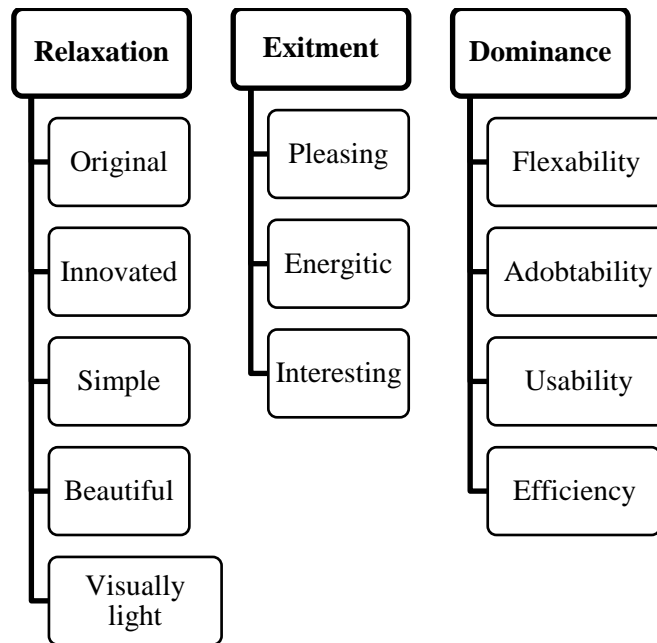 Relaxation
Original
Innovated
Simple
Beautiful
Visually
light
Exitment
Pleasing
Energitic
Interesting
Dominance
Flexability
Adobtability
Usability
Efficiency